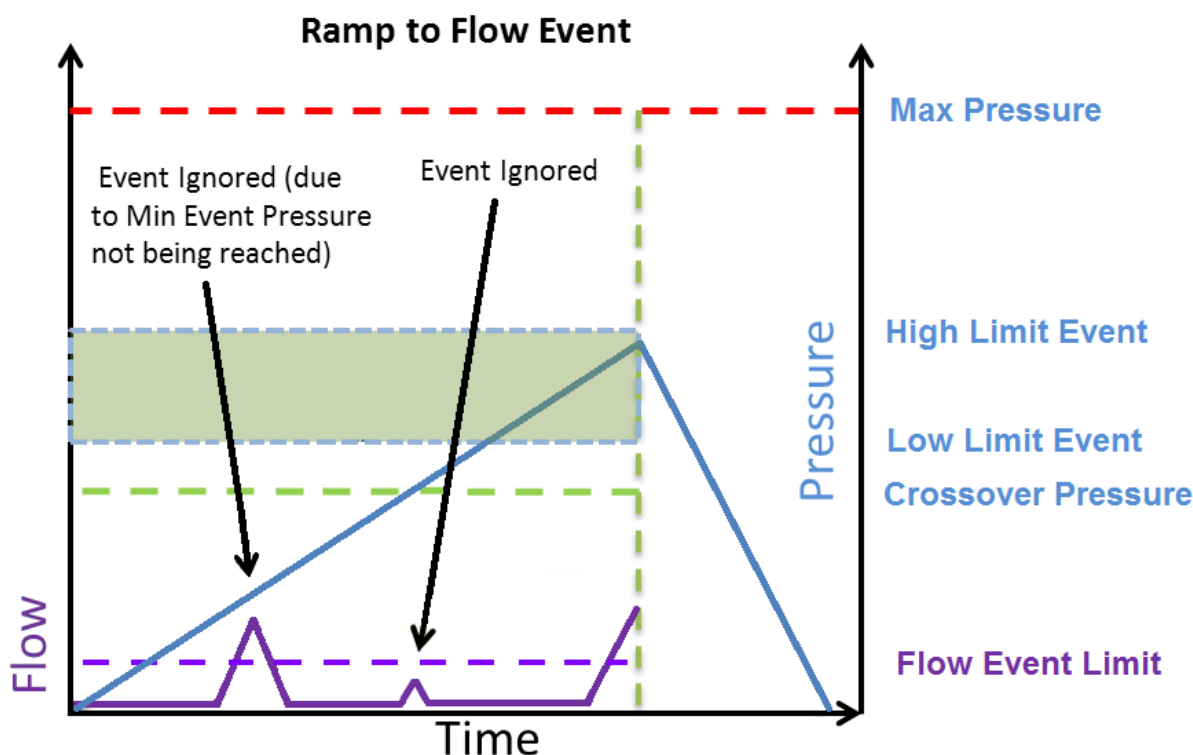 Ramp to Flow Event
Max Pressure
Event Ignored (due
to Min Event Pressure
not being reached)
Event Ignored
High Limit Event
Pressure
Low Limit Event
Crossover Pressure
Flow
Flow Event Limit
Time